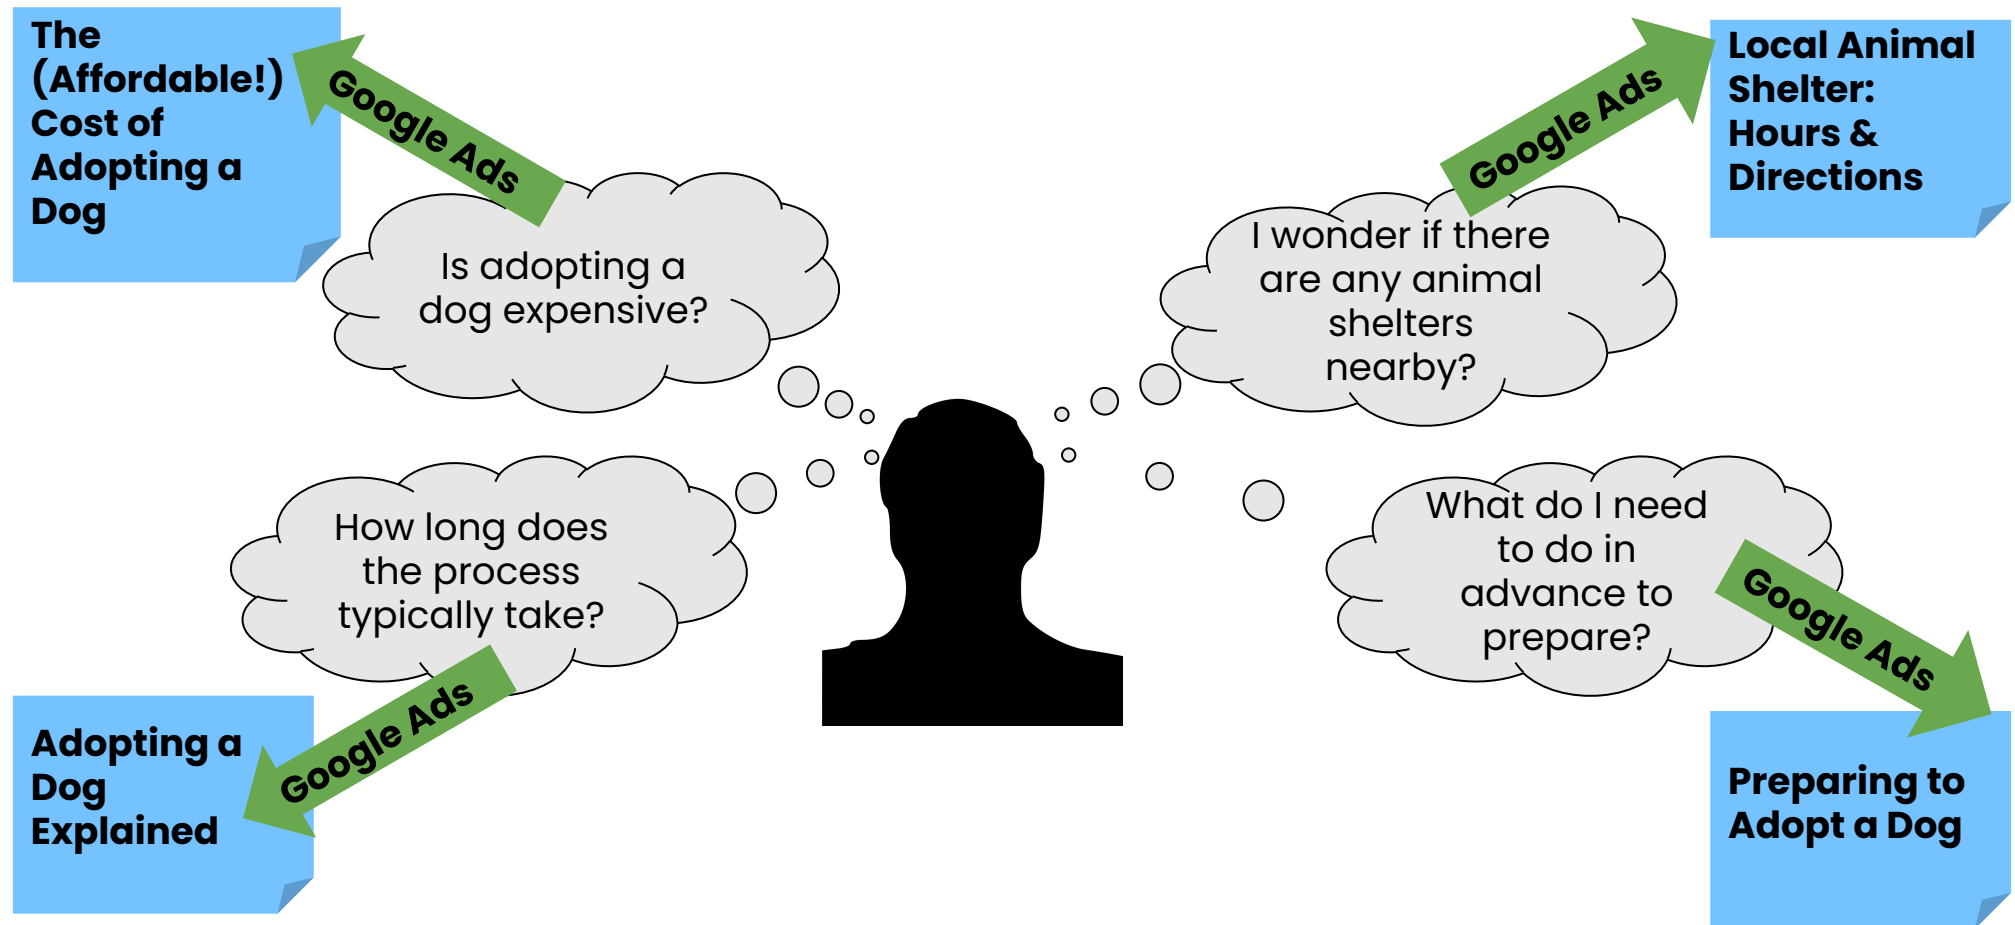 The
(Affordable!)
Cost of
Adopting a
Dog
Google Ads
Is adopting a
dog expensive?
Google Ads
Local Animal
Shelter:
Hours &
Directions
I wonder if there
are any animal
shelters
nearby?
How long does
the process
typically take?
Google Ads
Adopting a
Dog
Explained
What do I need
to do in
advance to
prepare?
Google Ads
Preparing to
Adopt a Dog